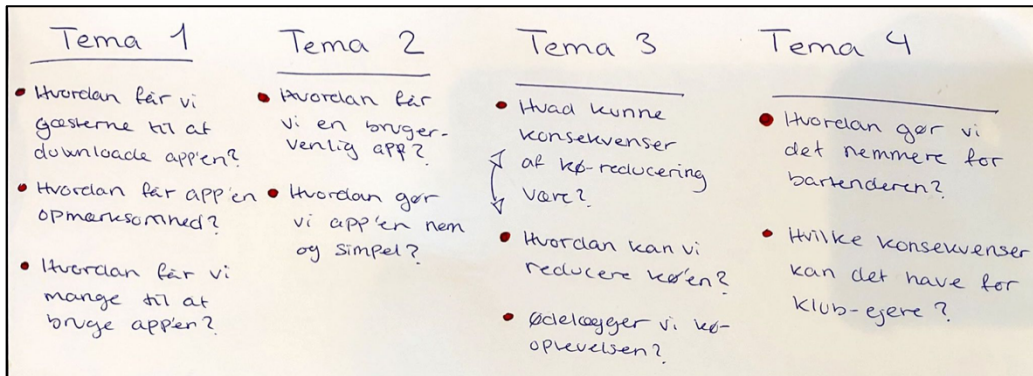 Tema 1
• Hvordan får vi
gæsterne til at
downloade app'en?
• Hvordan får app'en
opmærksomhed?
• Hvordan får vi
mange til at
bruge app'en?
Tema 2
• Hvordan får
vi en bruger-
venlig app?
• Hvordan gør
vi app'en nem
og simpel?
Tema 3
• Hvad kunne
konsekvenser
af kø-reducering
være?
• Hvordan kan vi
reducere kø'en?
• Ødelægger vi kø-
oplevelsen?
Tema 4
• Hvordan gør vi
det nemmere for
bartenderen?
• Hvilke konsekvenser
kan det have for
klub-ejere?